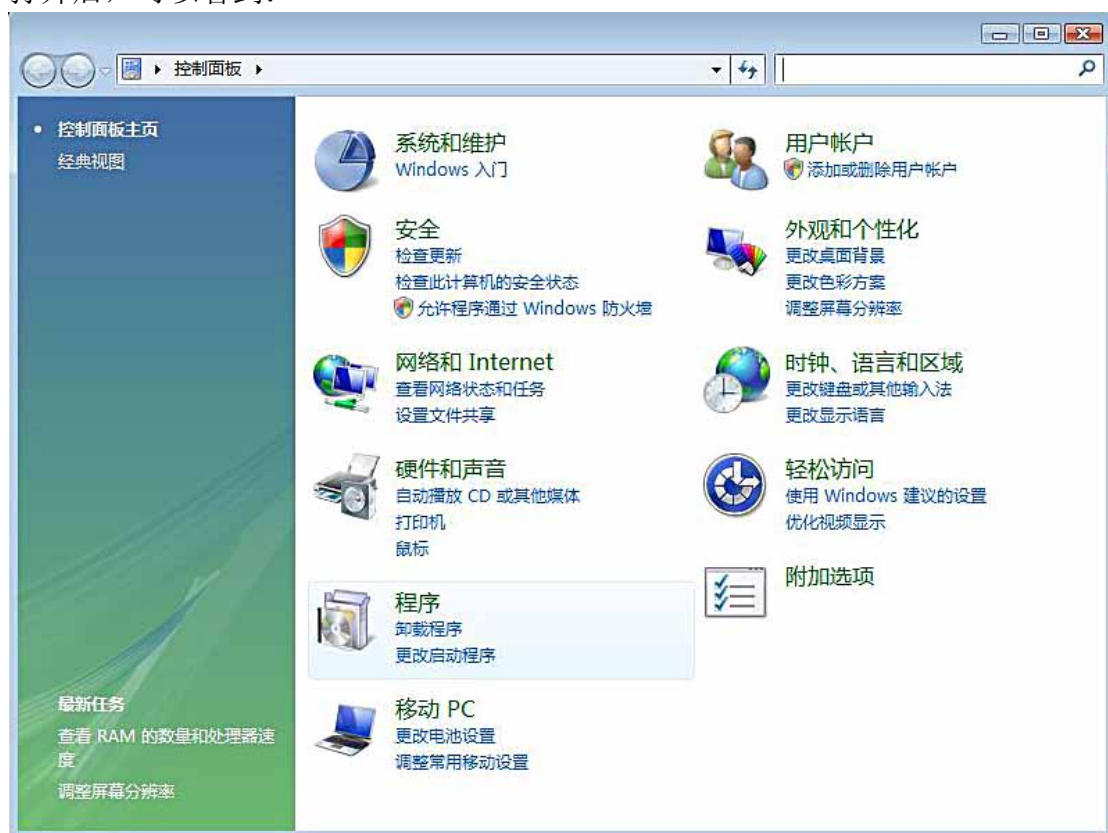 控制面板
控制面板主页
经典视图
系统和维护
Windows 入门
安全
检查更新
检查此计算机的安全状态
允许程序通过 Windows 防火墙
网络和 Internet
查看网络状态和任务
设置文件共享
硬件和声音
自动播放 CD 或其他媒体
打印机
鼠标
程序
卸载程序
更改启动程序
移动 PC
更改电池设置
调整常用移动设置
用户帐户
添加或删除用户帐户
外观和个性化
更改桌面背景
更改色彩方案
调整屏幕分辨率
时钟、语言和区域
更改键盘或其他输入法
更改显示语言
轻松访问
使用 Windows 建议的设置
优化视频显示
附加选项
最新任务
查看 RAM 的数量和处理器速
度
调整屏幕分辨率